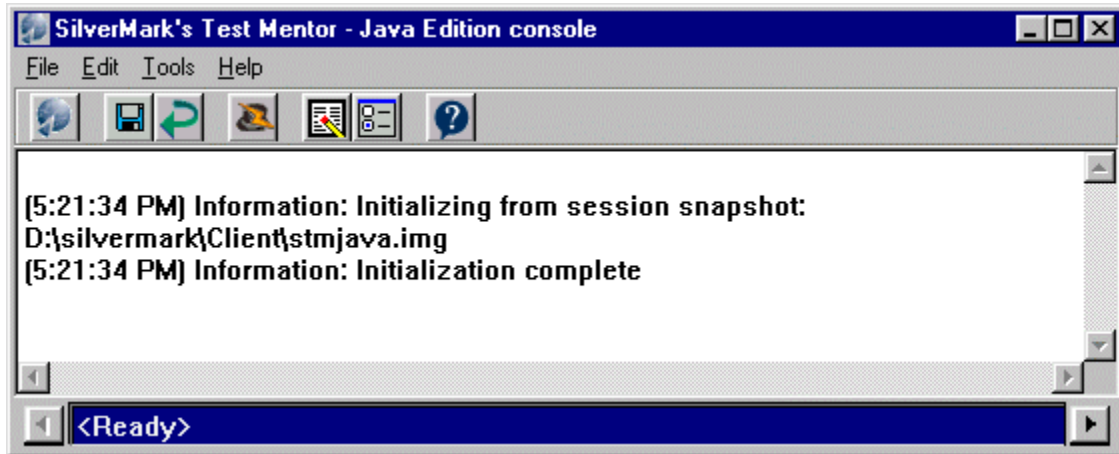 SilverMark's Test Mentor - Java Edition console
File Edit Tools Help
(5:21:34 PM) Information: Initializing from session snapshot:
D:\silvermark\Client\stmjava.img
(5:21:34 PM) Information: Initialization complete
<Ready>